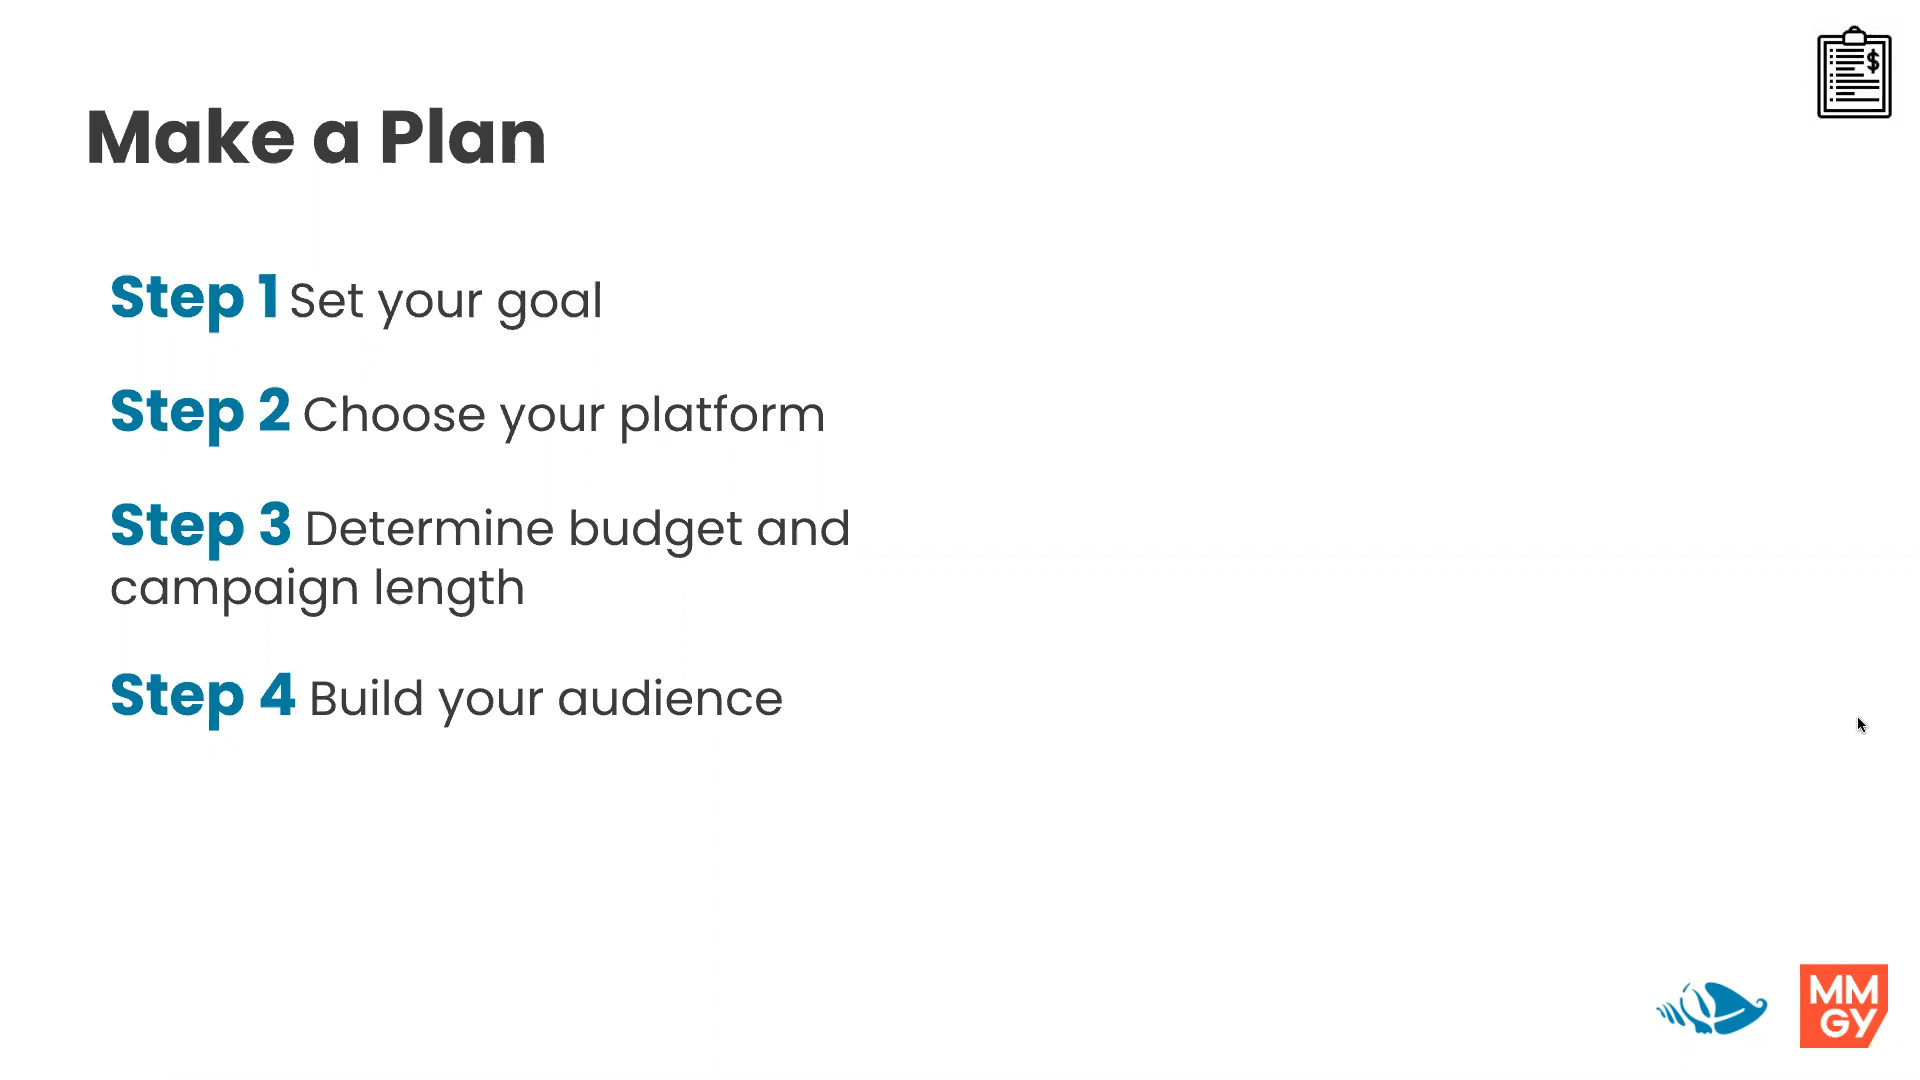 Make a Plan
Step 1 Set your goal
Step 2 Choose your platform
Step 3 Determine budget and
campaign length
Step 4 Build your audience
$
MM
GY